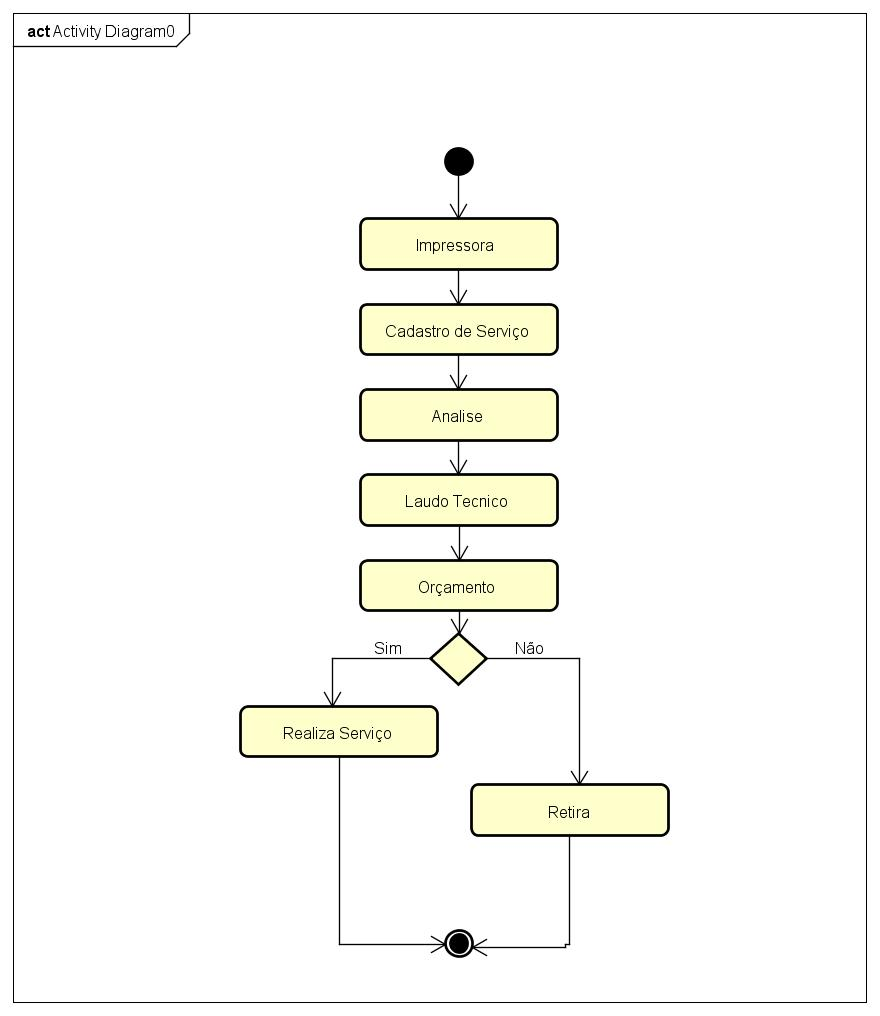 act Activity Diagram0
Impressora
Cadastro de Serviço
Analise
Laudo Tecnico
Orçamento
Sim
Não
Realiza Serviço
Retira